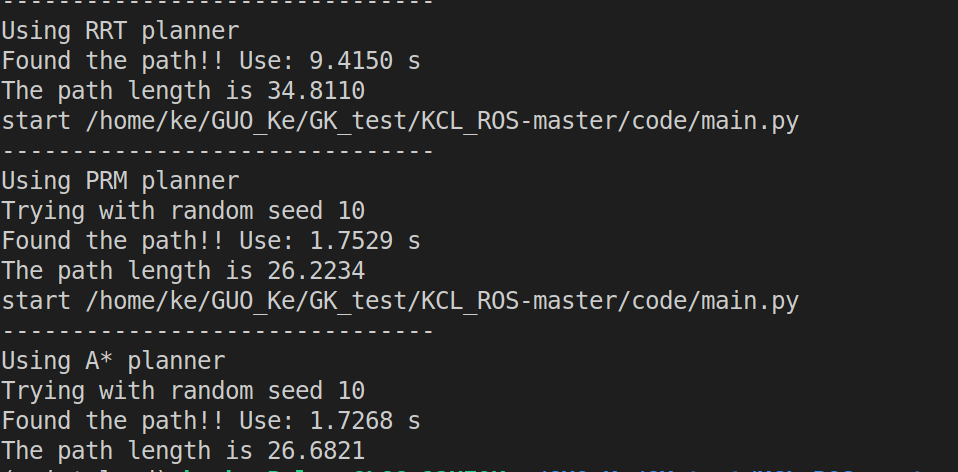 -------------------------------
Using RRT planner
Found the path!! Use: 9.4150 s
The path length is 34.8110
start /home/ke/GUO_Ke/GK_test/KCL_ROS-master/code/main.py
-------------------------------
Using PRM planner
Trying with random seed 10
Found the path!! Use: 1.7529 s
The path length is 26.2234
start /home/ke/GUO_Ke/GK_test/KCL_ROS-master/code/main.py
-------------------------------
Using A* planner
Trying with random seed 10
Found the path!! Use: 1.7268 s
The path length is 26.6821